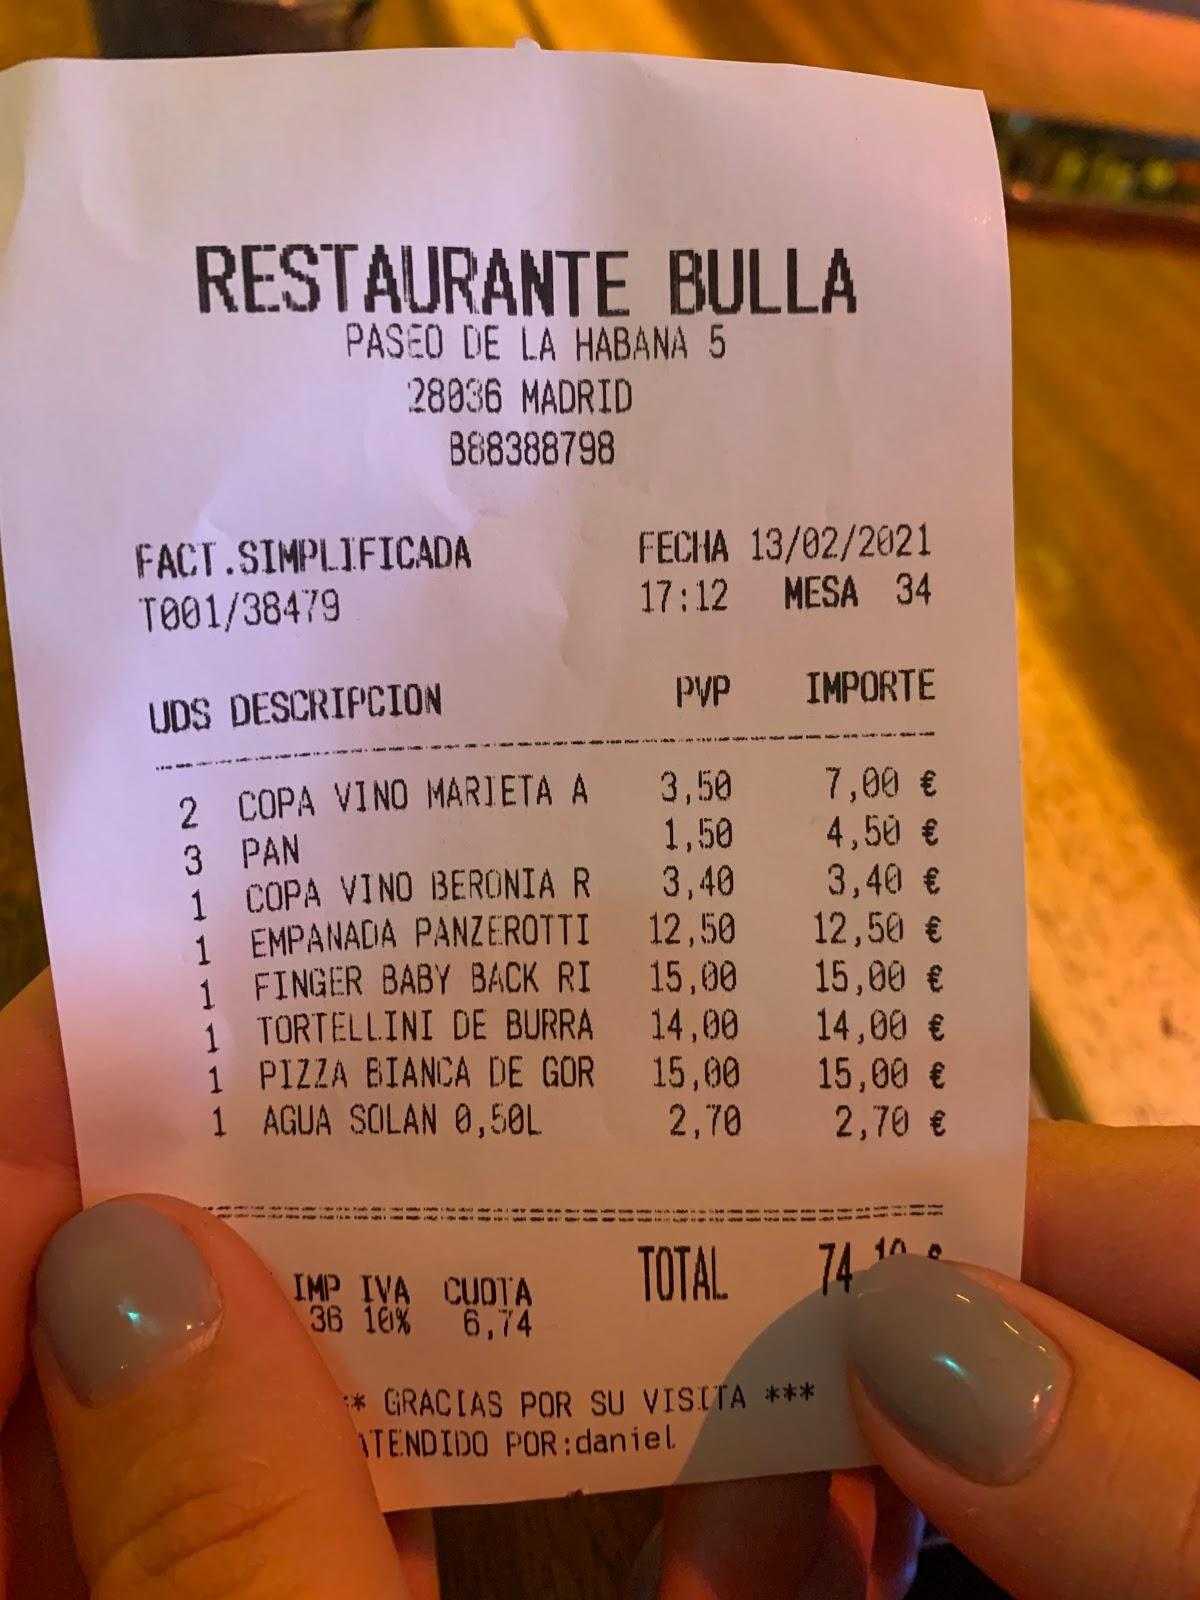 RESTAURANTE BULLA
PASEO DE LA HABANA 5
28036 MADRID
B88388798
FACT.SIMPLIFICADA FECHA 13/02/2021
T001/38479 17:12 MESA 34
UDS DESCRIPCION PVP IMPORTE
2 COPA VINO MARIETA A 3,50 7,00 €
3 PAN 1,50 4,50 €
1 COPA VINO BERONIA R 3,40 3,40 €
1 EMPANADA PANZEROTTI 12,50 12,50 €
1 FINGER BABY BACK RI 15,00 15,00 €
1 TORTELLINI DE BURRA 14,00 14,00 €
1 PIZZA BIANCA DE GOR 15,00 15,00 €
1 AGUA SOLAN 0,50L 2,70 2,70 €
TOTAL 74,10 €
IMP IVA CUOTA
36 10% 6,74
** GRACIAS POR SU VISITA ***
ATENDIDO POR:daniel